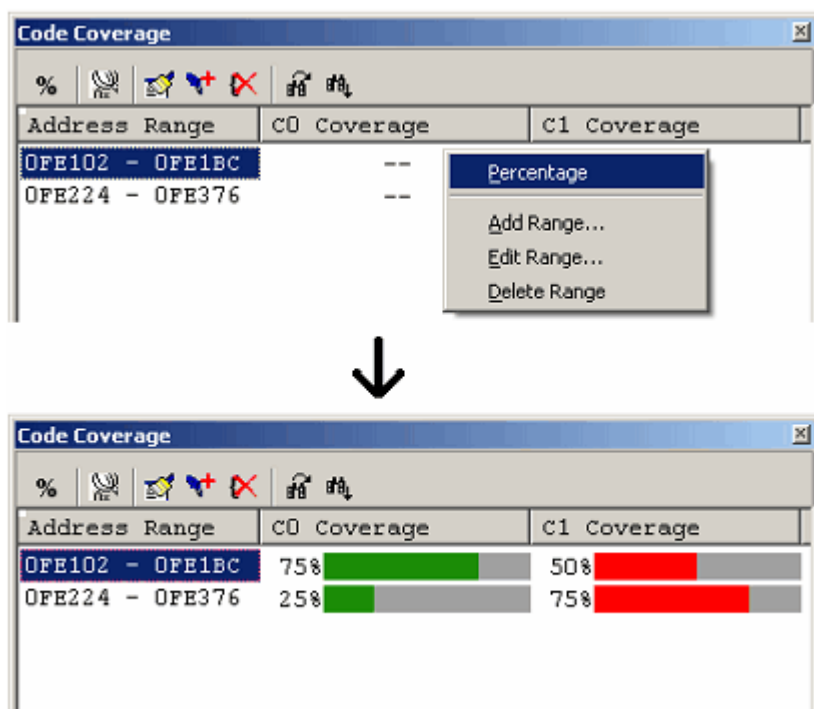 Code Coverage
%
Address Range C0 Coverage C1 Coverage
0FE102 - 0FE1BC --
0FE224 - 0FE376 --
Percentage
Add Range...
Edit Range...
Delete Range
Code Coverage
%
Address Range C0 Coverage C1 Coverage
0FE102 - 0FE1BC 75% 50%
0FE224 - 0FE376 25% 75%